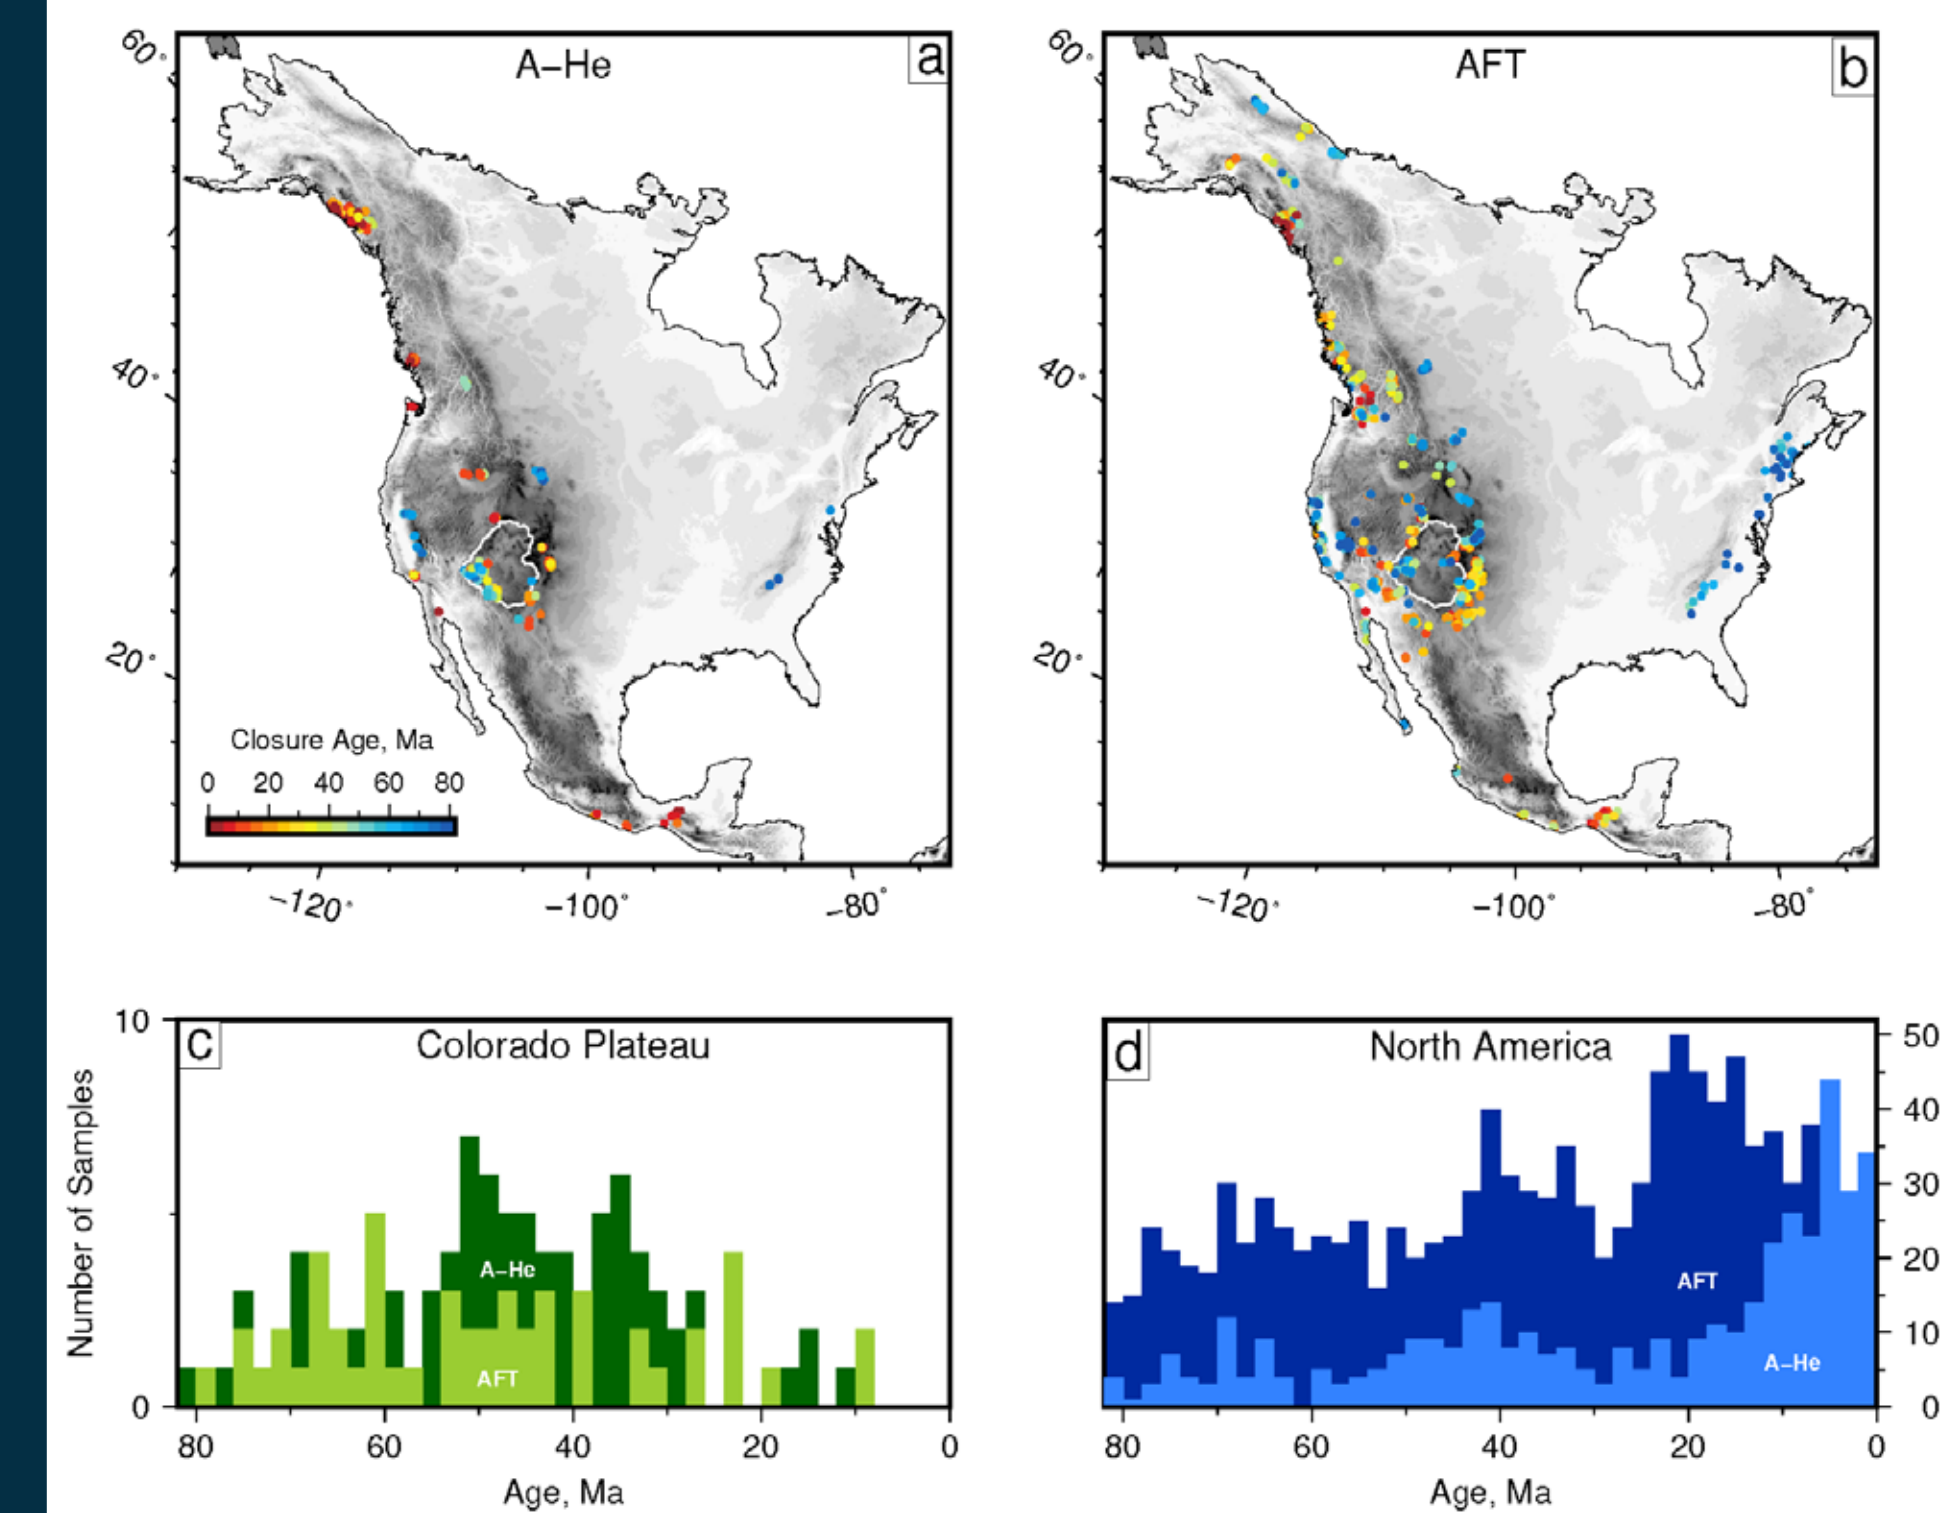 A–He
a
60°
40°
20°
Closure Age, Ma
0 20 40 60 80
−120° −100° −80°
AFT
b
60°
40°
20°
−120° −100° −80°
c
Colorado Plateau
10
0
Number of Samples
A–He
AFT
80 60 40 20 0
Age, Ma
d
North America
50
40
30
20
10
0
AFT
A–He
80 60 40 20 0
Age, Ma